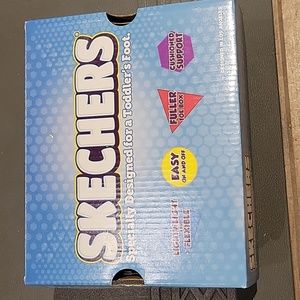 SKECHERS
Specially Designed for a Toddler's Foot.
CUSHIONED
SUPPORT
FULLER
TOE BOX
EASY
ON AND OFF
LIGHTWEIGHT
FLEXIBLE